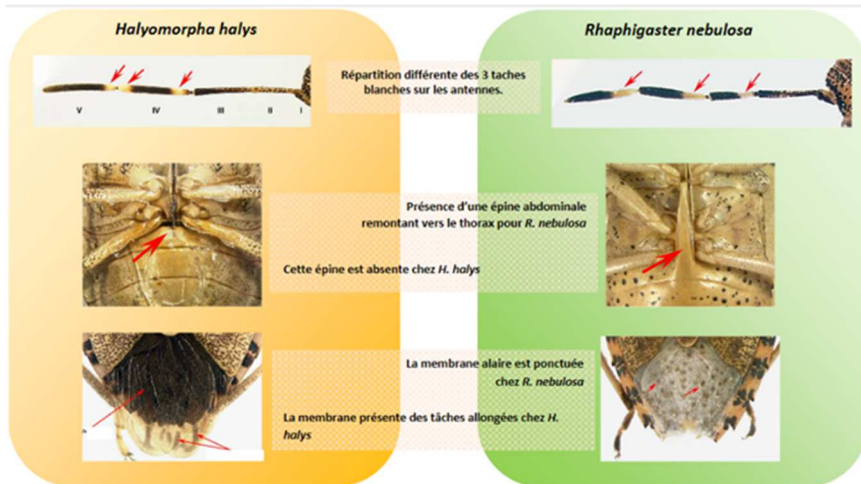 Halyomorpha halys
Rhaphigaster nebulosa
Répartition différente des 3 taches
blanches sur les antennes.
V IV III II I
Présence d'une épine abdominale
remontant vers le thorax pour R. nebulosa
Cette épine est absente chez H. halys
La membrane alaire est ponctuée
chez R. nebulosa
La membrane présente des tâches allongées chez H.
halys